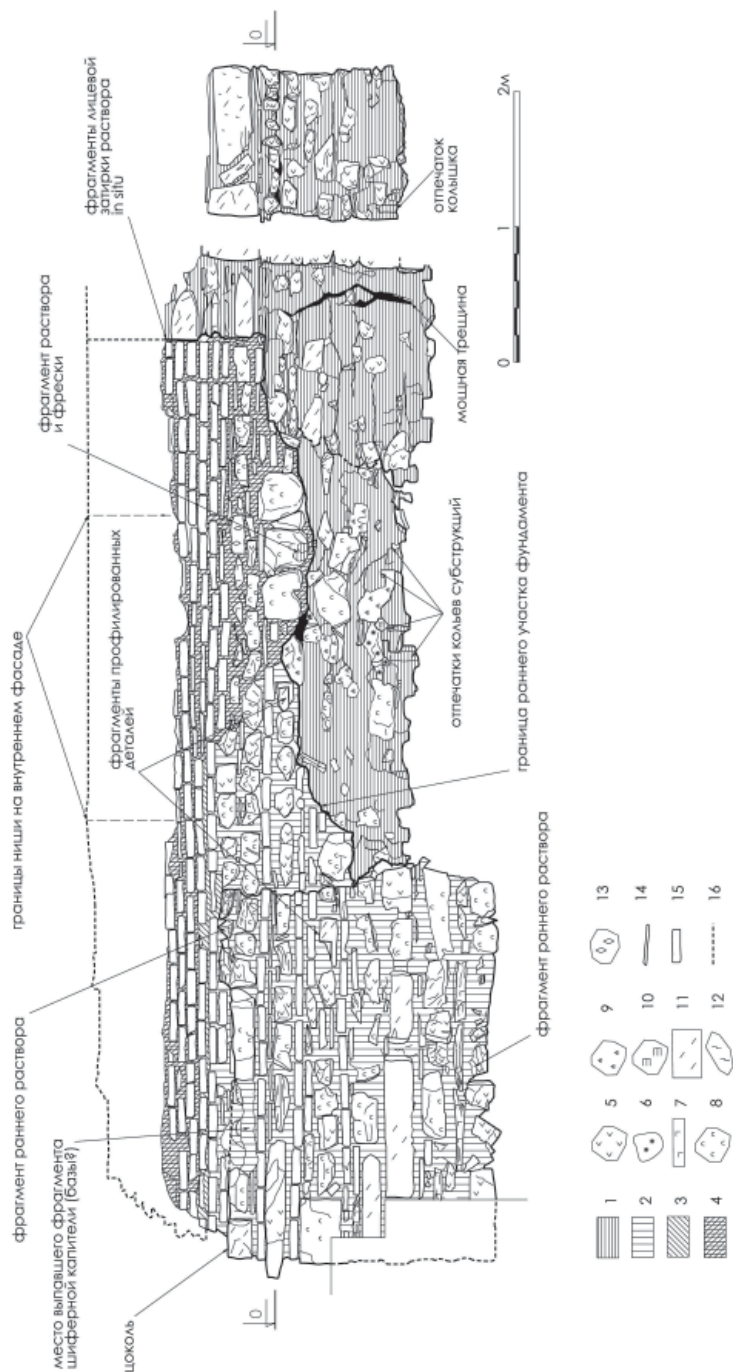 цоколь
место выпавшего фрагмента
шиферной капители (базы?)
фрагмент раннего раствора
границы ниши на внутреннем фасаде
фрагменты профилированных
деталей
фрагмент раствора
и фрески
фрагменты лицевой
затирки раствора
in situ
0
0
фрагмент раннего раствора
граница раннего участка фундамента
отпечатки кольев субструкций
мощная трещина
отпечаток
колышка
0
1
2м
1
2
3
4
5
6
7
8
9
10
11
12
13
14
15
16